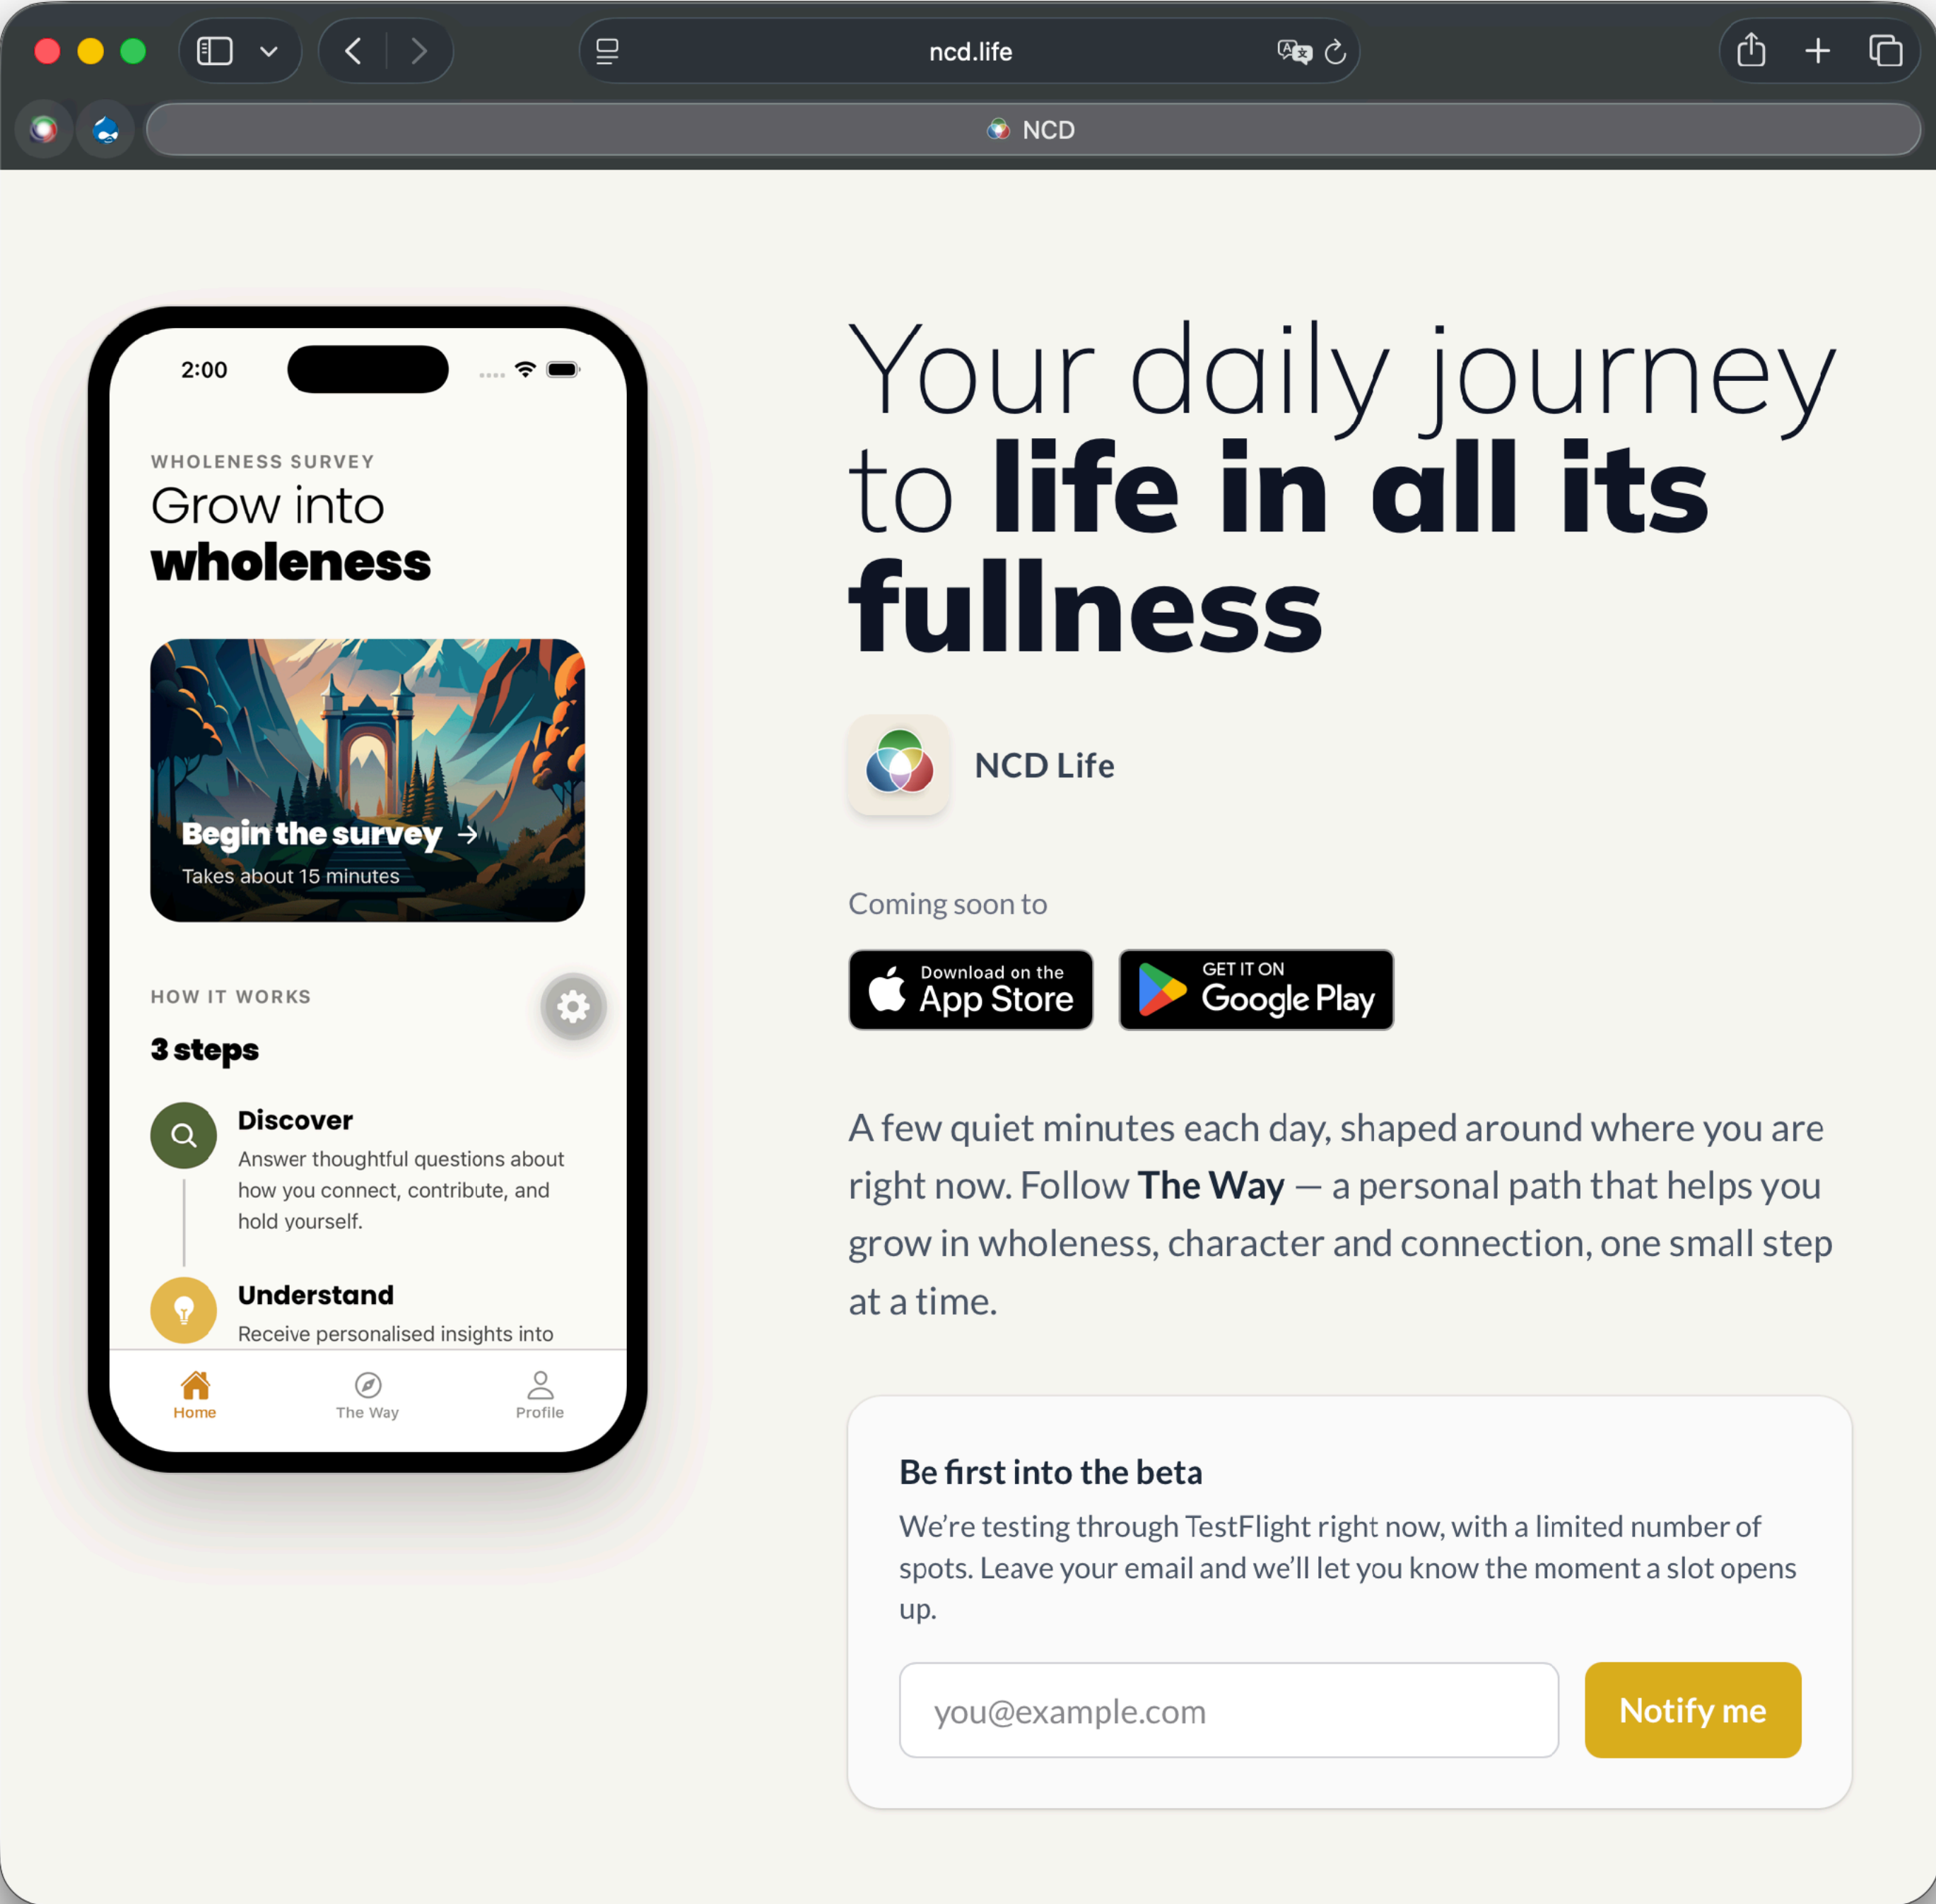 ncd.life
NCD
2:00
WHOLENESS SURVEY
Grow into
wholeness
Begin the survey →
Takes about 15 minutes
HOW IT WORKS
3 steps
Discover
Answer thoughtful questions about
how you connect, contribute, and
hold yourself.
Understand
Receive personalised insights into
Home
The Way
Profile
Your daily journey
to life in all its
fullness
NCD Life
Coming soon to
Download on the
App Store
GET IT ON
Google Play
A few quiet minutes each day, shaped around where you are
right now. Follow The Way — a personal path that helps you
grow in wholeness, character and connection, one small step
at a time.
Be first into the beta
We’re testing through TestFlight right now, with a limited number of
spots. Leave your email and we’ll let you know the moment a slot opens
up.
you@example.com
Notify me